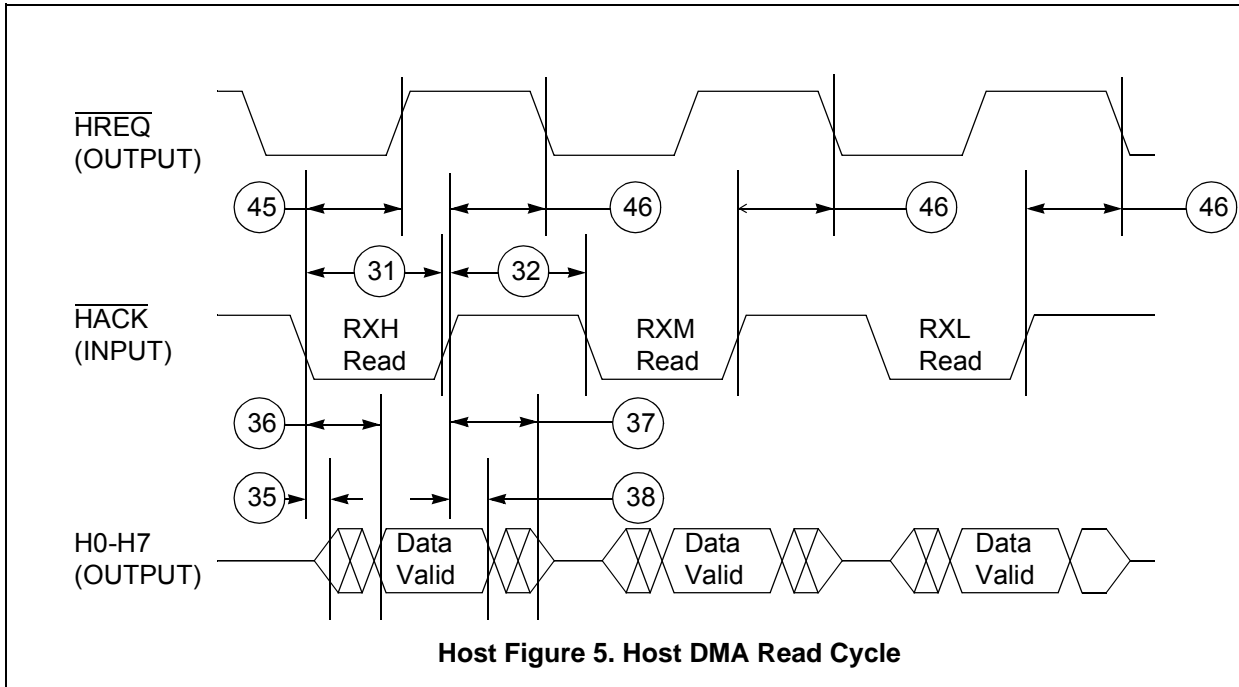 HREQ
(OUTPUT)
45
46
46
46
31
32
HACK
(INPUT)
RXH
Read
RXM
Read
RXL
Read
36
37
35
38
H0-H7
(OUTPUT)
Data
Valid
Data
Valid
Data
Valid
Host Figure 5. Host DMA Read Cycle